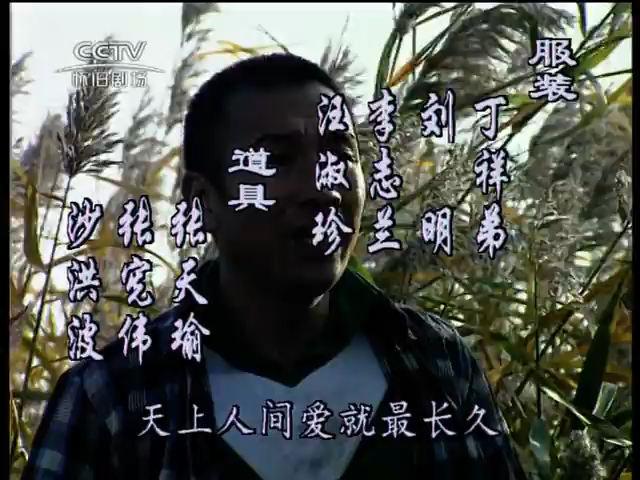 CCTV
怀旧剧场
服装
丁祥弟
刘明
李志兰
汪淑珍
道具
张天瑜
张宽伟
沙洪波
天上人间爱就最长久